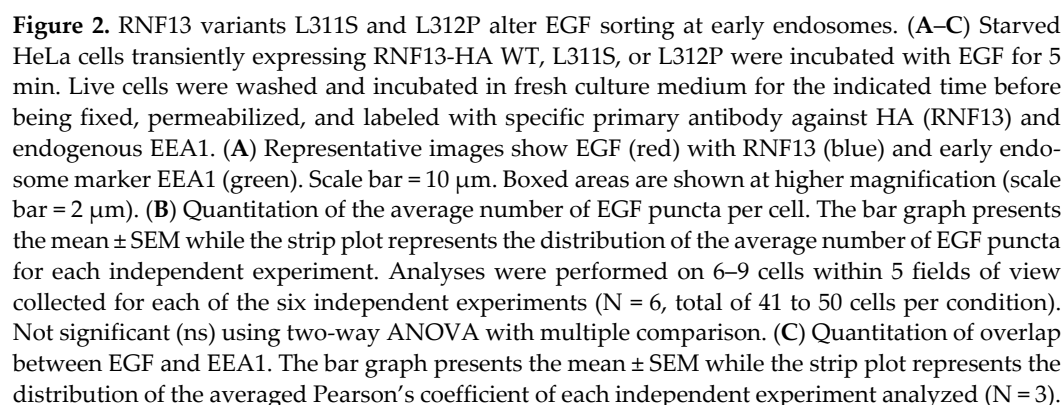 Figure 2. RNF13 variants L311S and L312P alter EGF sorting at early endosomes. (A–C) Starved
HeLa cells transiently expressing RNF13-HA WT, L311S, or L312P were incubated with EGF for 5
min. Live cells were washed and incubated in fresh culture medium for the indicated time before
being fixed, permeabilized, and labeled with specific primary antibody against HA (RNF13) and
endogenous EEA1. (A) Representative images show EGF (red) with RNF13 (blue) and early endo-
some marker EEA1 (green). Scale bar = 10 μm. Boxed areas are shown at higher magnification (scale
bar = 2 μm). (B) Quantitation of the average number of EGF puncta per cell. The bar graph presents
the mean ± SEM while the strip plot represents the distribution of the average number of EGF puncta
for each independent experiment. Analyses were performed on 6–9 cells within 5 fields of view
collected for each of the six independent experiments (N = 6, total of 41 to 50 cells per condition).
Not significant (ns) using two-way ANOVA with multiple comparison. (C) Quantitation of overlap
between EGF and EEA1. The bar graph presents the mean ± SEM while the strip plot represents the
distribution of the averaged Pearson's coefficient of each independent experiment analyzed (N = 3).